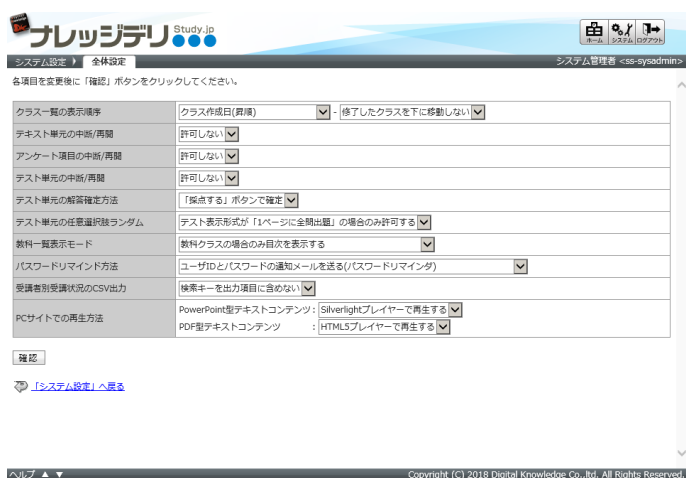 ナレッジデリ Study.jp
ホーム システム ログアウト
システム設定 全体設定 システム管理者 <ss-sysadmin>
各項目を変更後に「確認」ボタンをクリックしてください。
クラス一覧の表示順序 クラス作成日(昇順) - 修了したクラスを下に移動しない
テキスト単元の中断/再開 許可しない
アンケート項目の中断/再開 許可しない
テスト単元の中断/再開 許可しない
テスト単元の解答確定方法 「採点する」ボタンで確定
テスト単元の任意選択肢ランダム テスト表示形式が「1ページに全問出題」の場合のみ許可する
教科一覧表示モード 教科クラスの場合のみ目次を表示する
パスワードリマインド方法 ユーザIDとパスワードの通知メールを送る(パスワードリマインダ)
受講者別受講状況のCSV出力 検索キーを出力項目に含めない
PCサイトでの再生方法 PowerPoint型テキストコンテンツ : Silverlightプレイヤーで再生する
PDF型テキストコンテンツ : HTML5プレイヤーで再生する
確認
「システム設定」へ戻る
ヘルプ ▲ ▼ Copyright (C) 2018 Digital Knowledge Co.,ltd. All Rights Reserved.